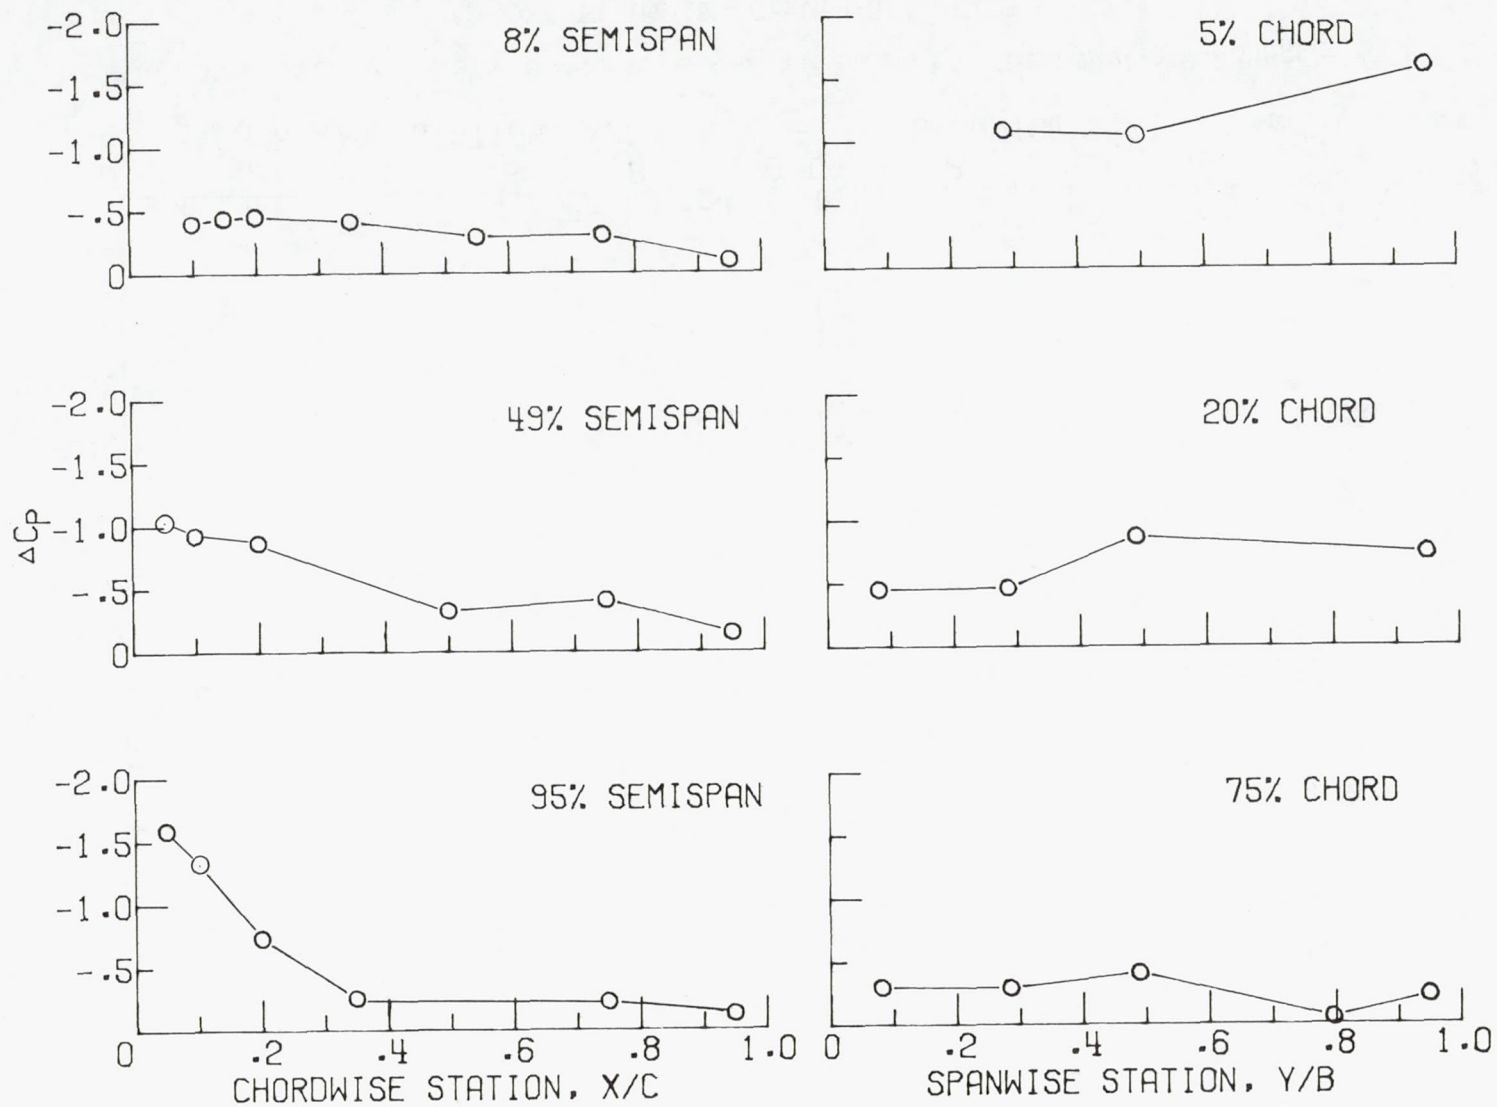 8% SEMISPAN
-2.0
-1.5
-1.0
-.5
0
5% CHORD
49% SEMISPAN
-2.0
-1.5
-1.0
-.5
0
ΔCP
20% CHORD
95% SEMISPAN
-2.0
-1.5
-1.0
-.5
0 .2 .4 .6 .8 1.0
CHORDWISE STATION, X/C
75% CHORD
0 .2 .4 .6 .8 1.0
SPANWISE STATION, Y/B